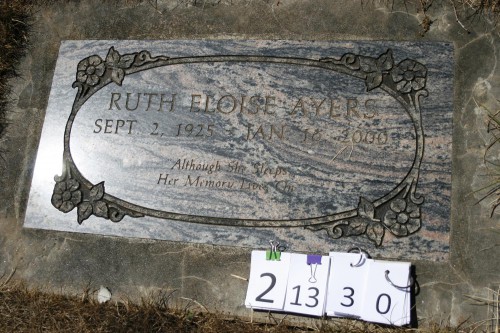 RUTH ELOISE AYERS
SEPT. 2, 1925 - JAN. 16, 2000
Although She Sleeps
Her Memory Lives On
2 13 3 0